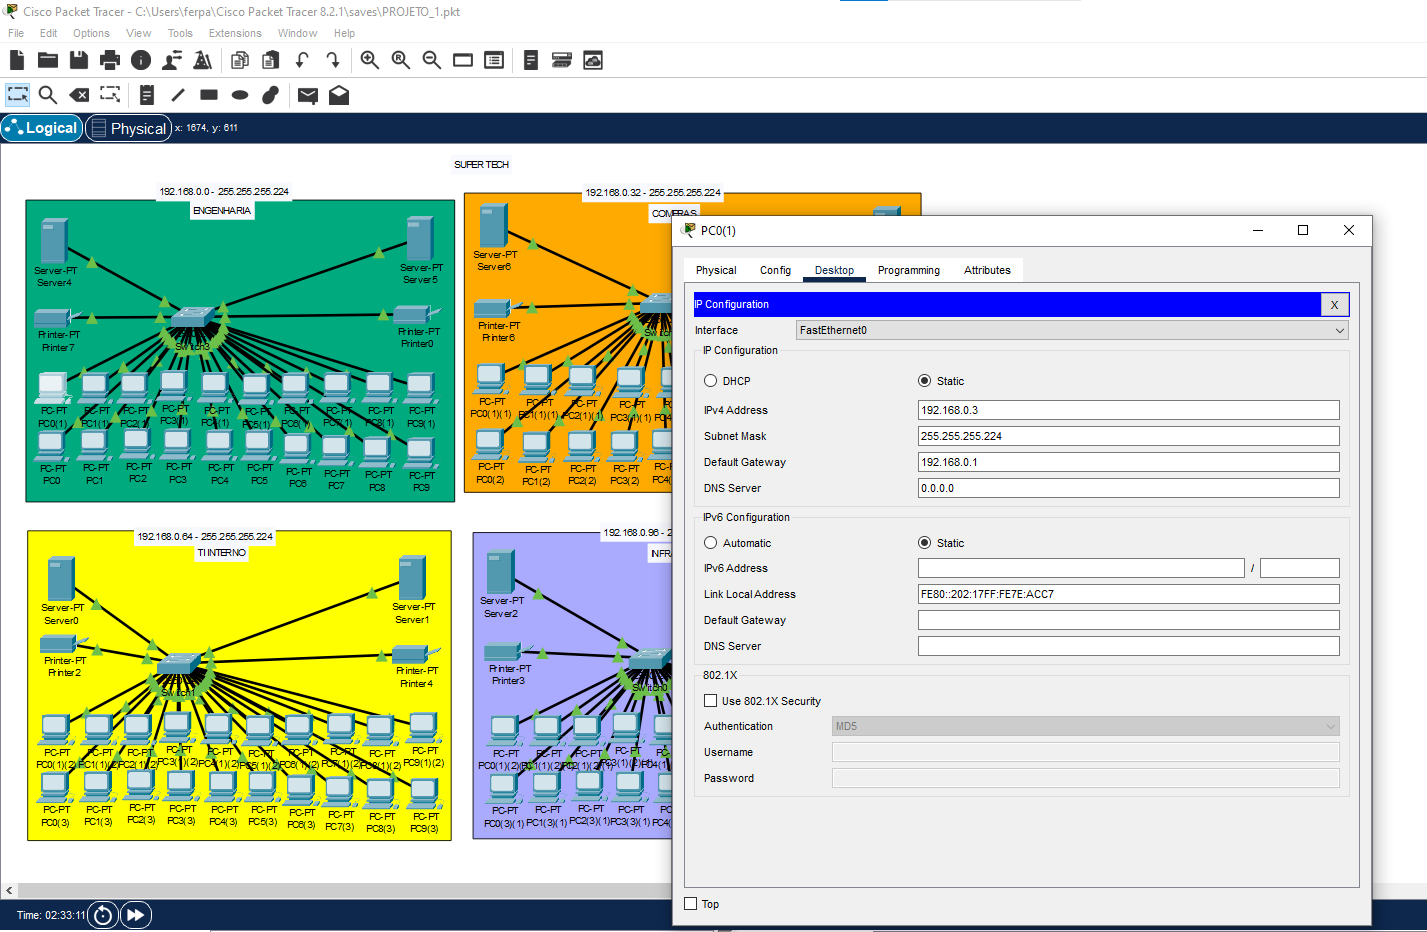 Cisco Packet Tracer - C:\Users\ferpa\Cisco Packet Tracer 8.2.1\saves\PROJETO_1.pkt
File Edit Options View Tools Extensions Window Help
Logical Physical x: 1674, y: 611
SUPER TECH
192.168.0.0 - 255.255.255.224
ENGENHARIA
Server-PT
Server4
Server-PT
Server5
Printer-PT
Printer7
Printer-PT
Printer0
Switch3
PC-PT PC-PT PC-PT PC-PT PC-PT PC-PT PC-PT PC-PT PC-PT PC-PT
PC0(1) PC1(1) PC2(1) PC3(1) PC4(1) PC5(1) PC6(1) PC7(1) PC8(1) PC9(1)
PC-PT PC-PT PC-PT PC-PT PC-PT PC-PT PC-PT PC-PT PC-PT PC-PT
PC0 PC1 PC2 PC3 PC4 PC5 PC6 PC7 PC8 PC9
192.168.0.32 - 255.255.255.224
COMPRAS
Server-PT
Server6
Printer-PT
Printer6
PC-PT PC-PT PC-PT PC-PT
PC0(1)(1) PC1(1)(1) PC2(1)(1) PC3(1)(1) PC4
PC-PT PC-PT PC-PT PC-PT PC-P
PC0(2) PC1(2) PC2(2) PC3(2) PC4(
192.168.0.64 - 255.255.255.224
TI INTERNO
Server-PT
Server0
Server-PT
Server1
Printer-PT
Printer2
Printer-PT
Printer4
Switch1
PC-PT PC-PT PC-PT PC-PT PC-PT PC-PT PC-PT PC-PT PC-PT PC-PT
PC0(1)(2) PC1(1)(2) PC2(1)(2) PC3(1)(2) PC4(1)(2) PC5(1)(2) PC6(1)(2) PC7(1)(2) PC8(1)(2) PC9(1)(2)
PC-PT PC-PT PC-PT PC-PT PC-PT PC-PT PC-PT PC-PT PC-PT PC-PT
PC0(3) PC1(3) PC2(3) PC3(3) PC4(3) PC5(3) PC6(3) PC7(3) PC8(3) PC9(3)
192.168.0.96 - 2
INFRA
Server-PT
Server2
Printer-PT
Printer3
Switch0
PC-PT PC-PT PC-PT PC-PT
PC-PT PC-PT PC-PT PC-PT
PC0(3)(1) PC1(3)(1) PC2(3)(1) PC3(3)(1) PC4(
Time: 02:33:11
PC0(1)
Physical Config Desktop Programming Attributes
IP Configuration X
Interface FastEthernet0
IP Configuration
DHCP Static
IPv4 Address 192.168.0.3
Subnet Mask 255.255.255.224
Default Gateway 192.168.0.1
DNS Server 0.0.0.0
IPv6 Configuration
Automatic Static
IPv6 Address /
Link Local Address FE80::202:17FF:FE7E:ACC7
Default Gateway
DNS Server
802.1X
Use 802.1X Security
Authentication MD5
Username
Password
Top